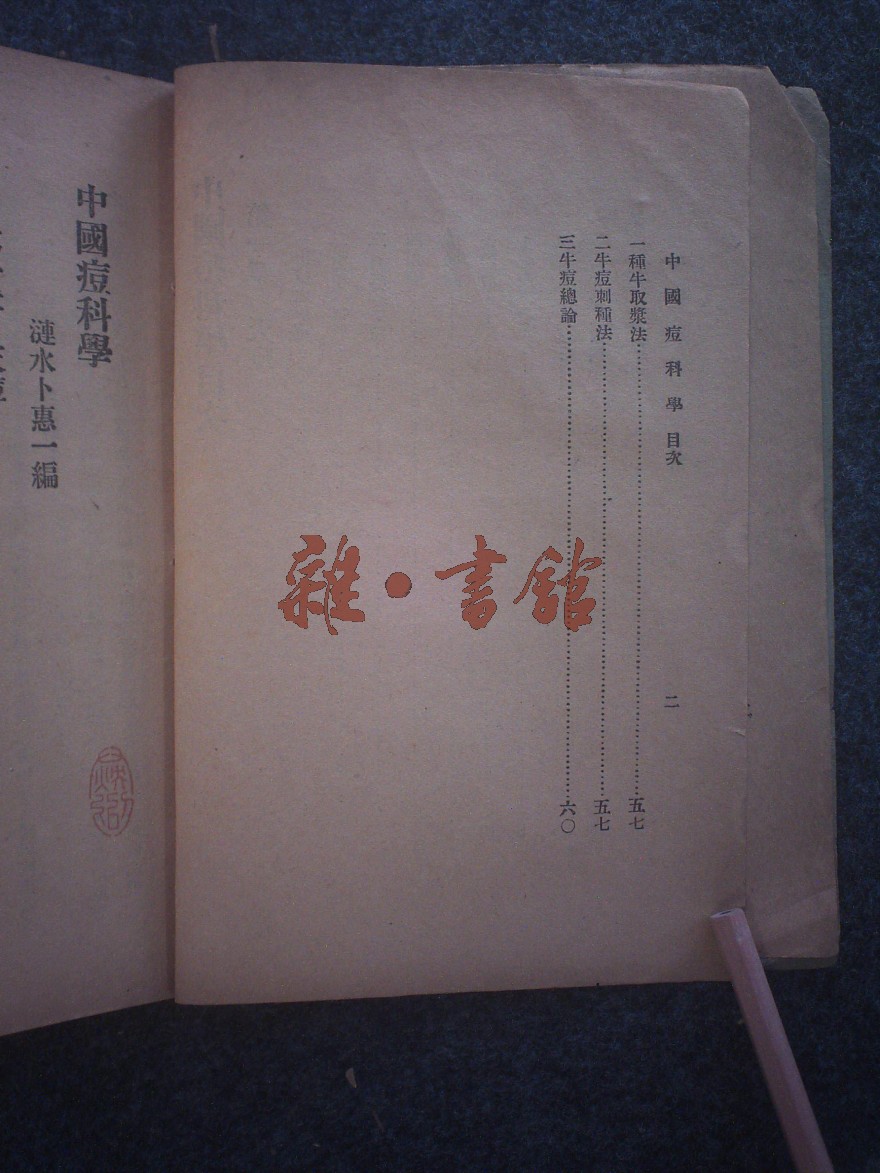 中國痘科學 目次 二
一種牛取漿法……五七
二牛痘刺種法……五七
三牛痘總論……六〇
中國痘科學
漣水卜惠一編
雜·書館